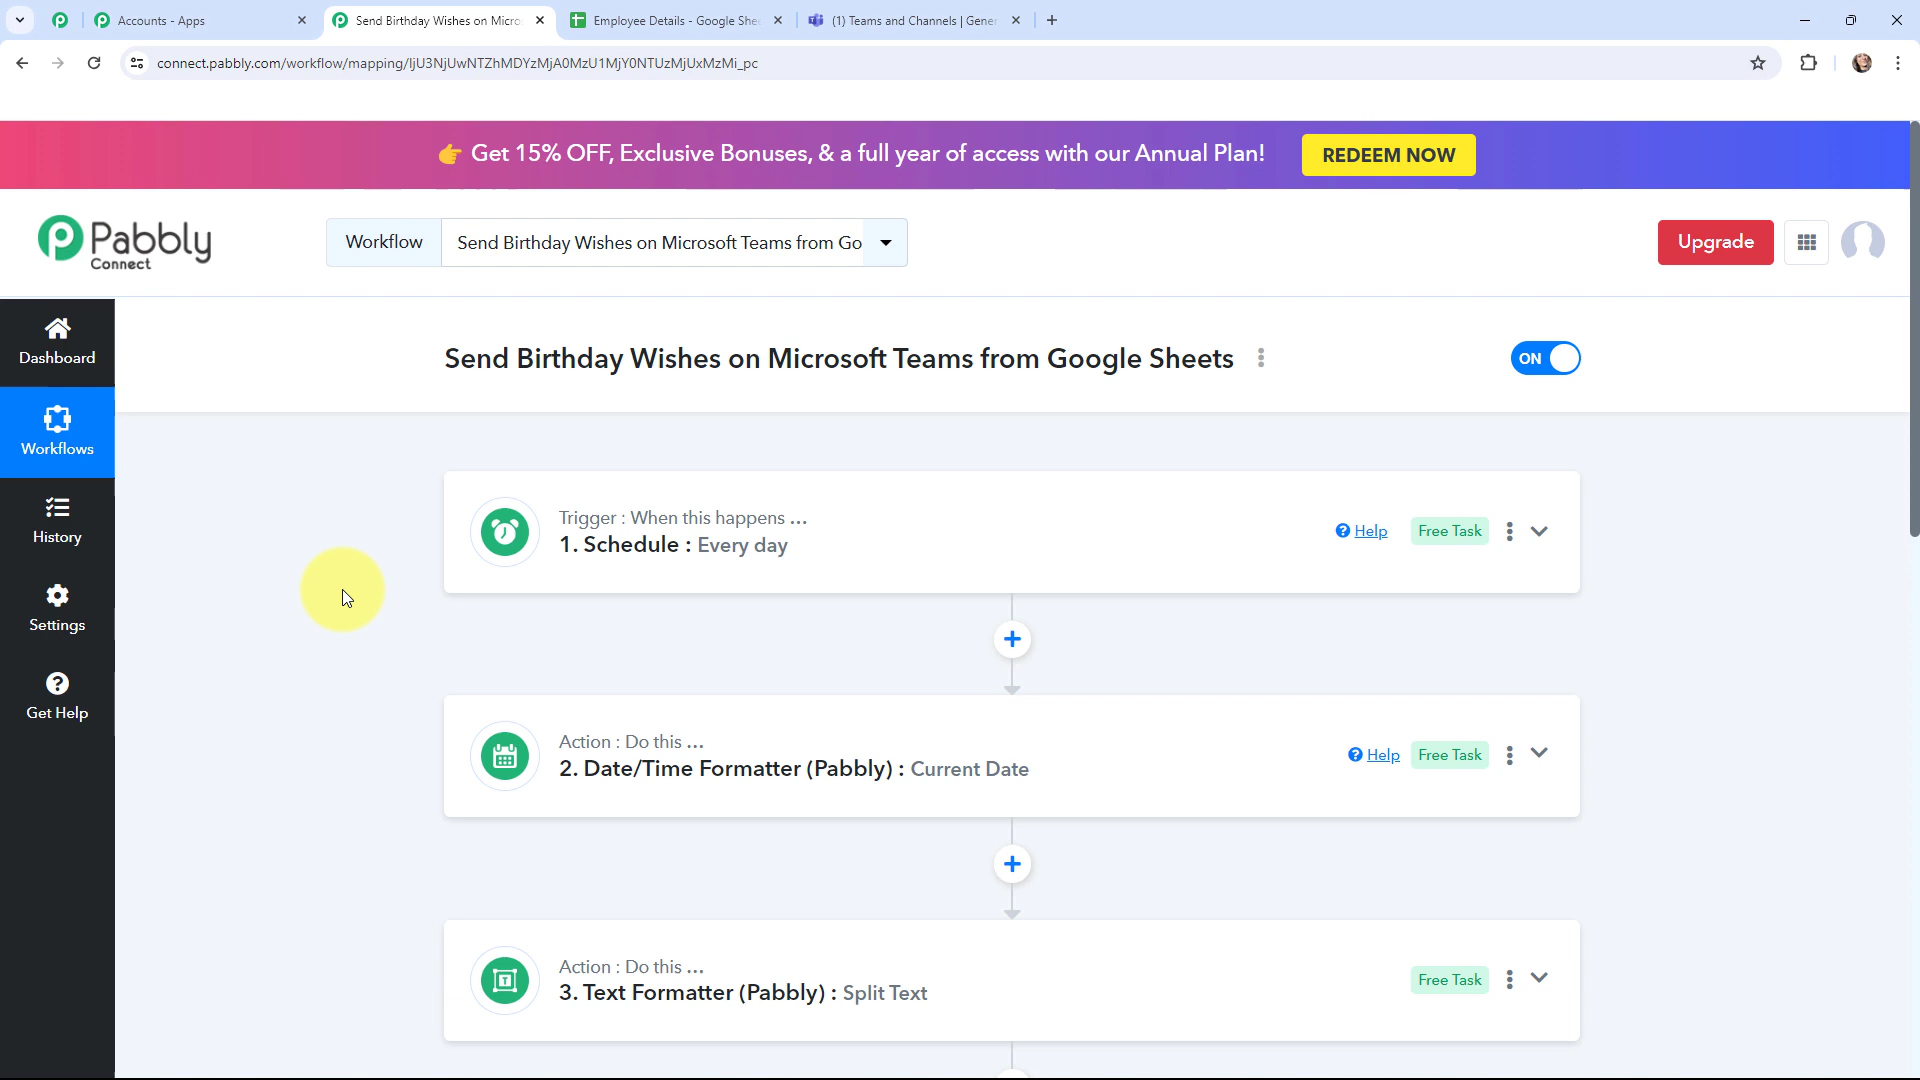 Accounts - Apps
Send Birthday Wishes on Micro
Employee Details - Google She
(1) Teams and Channels | Gene
connect.pabbly.com/workflow/mapping/IjU3NjUwNTZhMDYzMjA0MzU1MjY0NTUzMjUxMzMi_pc
👉 Get 15% OFF, Exclusive Bonuses, & a full year of access with our Annual Plan!
REDEEM NOW
Pabbly
Connect
Workflow
Send Birthday Wishes on Microsoft Teams from Go
Upgrade
Dashboard
Workflows
History
Settings
Get Help
Send Birthday Wishes on Microsoft Teams from Google Sheets
ON
Trigger : When this happens ...
1. Schedule : Every day
Help
Free Task
Action : Do this ...
2. Date/Time Formatter (Pabbly) : Current Date
Help
Free Task
Action : Do this ...
3. Text Formatter (Pabbly) : Split Text
Free Task